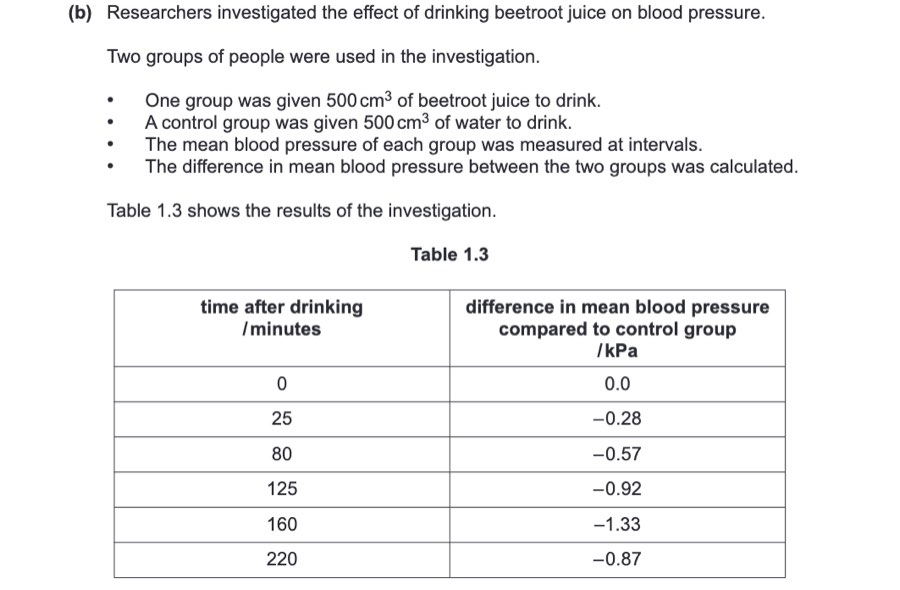 (b) Researchers investigated the effect of drinking beetroot juice on blood pressure.
Two groups of people were used in the investigation.
• One group was given 500 cm³ of beetroot juice to drink.
• A control group was given 500 cm³ of water to drink.
• The mean blood pressure of each group was measured at intervals.
• The difference in mean blood pressure between the two groups was calculated.
Table 1.3 shows the results of the investigation.
Table 1.3
time after drinking
/minutes
difference in mean blood pressure
compared to control group
/kPa
0 0.0
25 –0.28
80 –0.57
125 –0.92
160 –1.33
220 –0.87